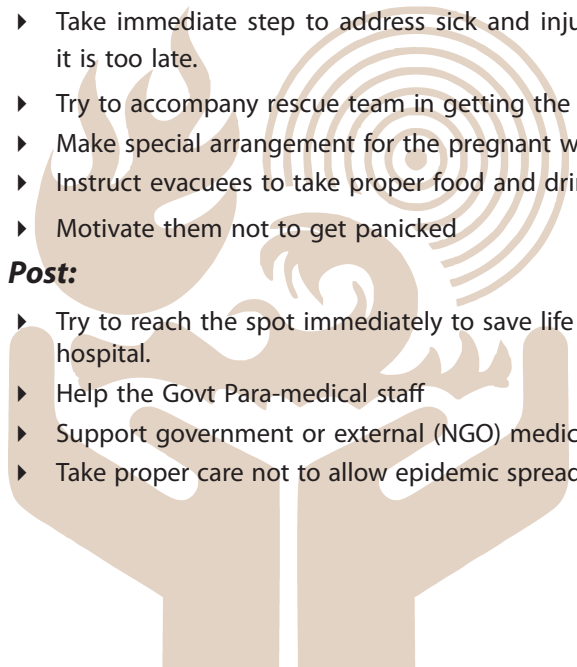 ‣ Take immediate step to address sick and inju
it is too late.
‣ Try to accompany rescue team in getting the
‣ Make special arrangement for the pregnant w
‣ Instruct evacuees to take proper food and drin
‣ Motivate them not to get panicked
Post:
‣ Try to reach the spot immediately to save life
hospital.
‣ Help the Govt Para-medical staff
‣ Support government or external (NGO) medic
‣ Take proper care not to allow epidemic spread